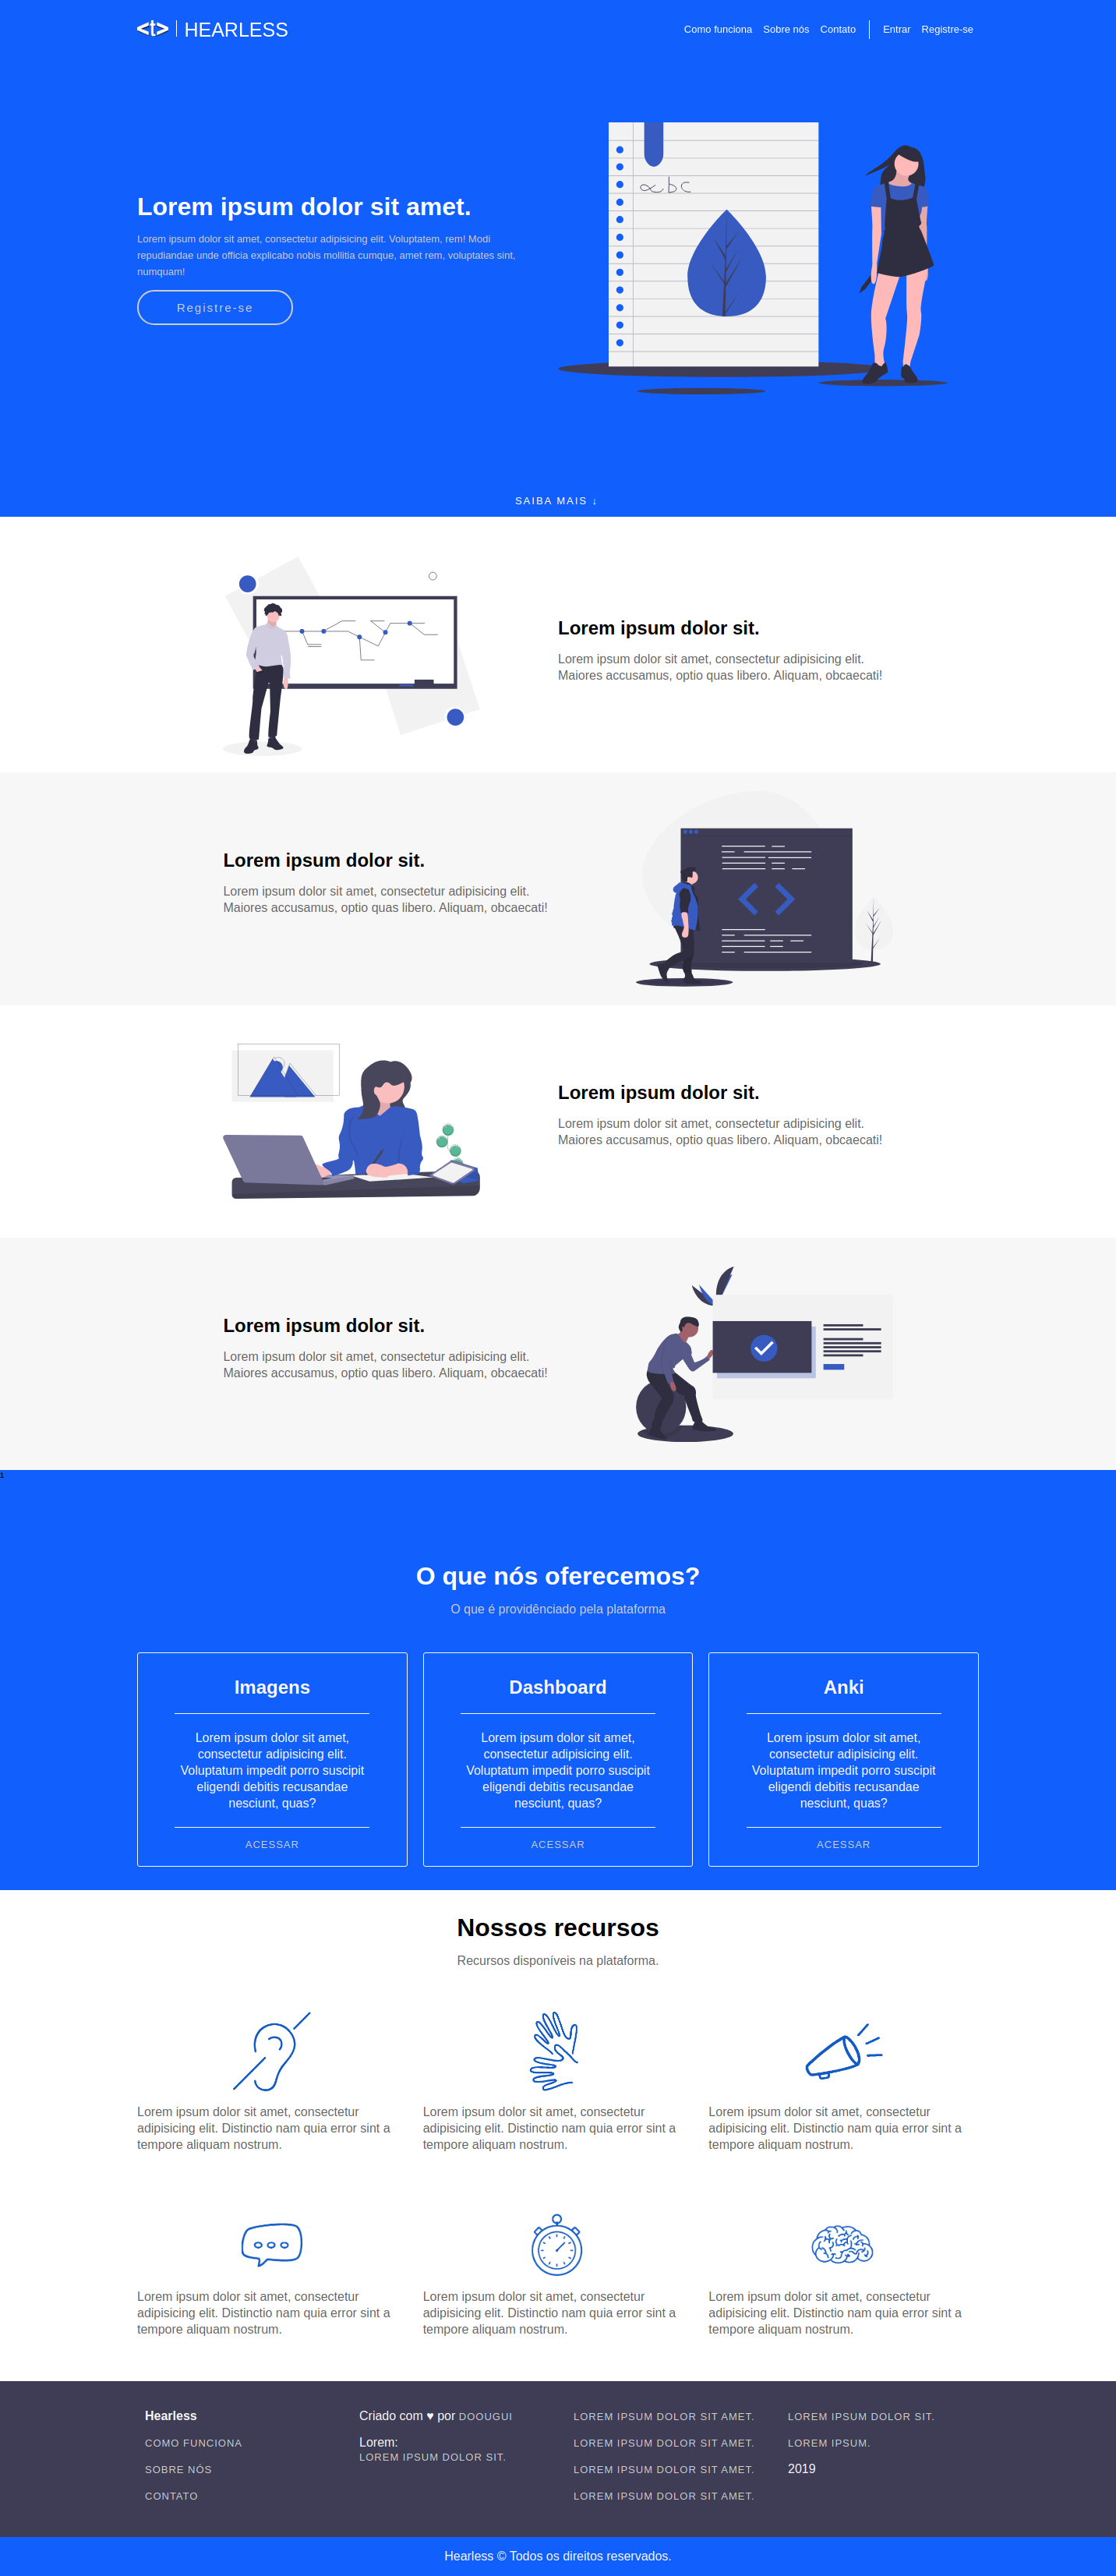 <t> | HEARLESS
Como funciona Sobre nós Contato Entrar Registre-se
abc
Lorem ipsum dolor sit amet.
Lorem ipsum dolor sit amet, consectetur adipisicing elit. Voluptatem, rem! Modi
repudiandae unde officia explicabo nobis mollitia cumque, amet rem, voluptates sint,
numquam!
Registre-se
SAIBA MAIS ↓
Lorem ipsum dolor sit.
Lorem ipsum dolor sit amet, consectetur adipisicing elit.
Maiores accusamus, optio quas libero. Aliquam, obcaecati!
Lorem ipsum dolor sit.
Lorem ipsum dolor sit amet, consectetur adipisicing elit.
Maiores accusamus, optio quas libero. Aliquam, obcaecati!
Lorem ipsum dolor sit.
Lorem ipsum dolor sit amet, consectetur adipisicing elit.
Maiores accusamus, optio quas libero. Aliquam, obcaecati!
Lorem ipsum dolor sit.
Lorem ipsum dolor sit amet, consectetur adipisicing elit.
Maiores accusamus, optio quas libero. Aliquam, obcaecati!
O que nós oferecemos?
O que é providênciado pela plataforma
Imagens
Lorem ipsum dolor sit amet,
consectetur adipisicing elit.
Voluptatum impedit porro suscipit
eligendi debitis recusandae
nesciunt, quas?
ACESSAR
Dashboard
Lorem ipsum dolor sit amet,
consectetur adipisicing elit.
Voluptatum impedit porro suscipit
eligendi debitis recusandae
nesciunt, quas?
ACESSAR
Anki
Lorem ipsum dolor sit amet,
consectetur adipisicing elit.
Voluptatum impedit porro suscipit
eligendi debitis recusandae
nesciunt, quas?
ACESSAR
Nossos recursos
Recursos disponíveis na plataforma.
Lorem ipsum dolor sit amet, consectetur
adipisicing elit. Distinctio nam quia error sint a
tempore aliquam nostrum.
Lorem ipsum dolor sit amet, consectetur
adipisicing elit. Distinctio nam quia error sint a
tempore aliquam nostrum.
Lorem ipsum dolor sit amet, consectetur
adipisicing elit. Distinctio nam quia error sint a
tempore aliquam nostrum.
Lorem ipsum dolor sit amet, consectetur
adipisicing elit. Distinctio nam quia error sint a
tempore aliquam nostrum.
Lorem ipsum dolor sit amet, consectetur
adipisicing elit. Distinctio nam quia error sint a
tempore aliquam nostrum.
Lorem ipsum dolor sit amet, consectetur
adipisicing elit. Distinctio nam quia error sint a
tempore aliquam nostrum.
Hearless
COMO FUNCIONA
SOBRE NÓS
CONTATO
Criado com ♥ por DOOUGUI
Lorem:
LOREM IPSUM DOLOR SIT.
LOREM IPSUM DOLOR SIT AMET.
LOREM IPSUM DOLOR SIT AMET.
LOREM IPSUM DOLOR SIT AMET.
LOREM IPSUM DOLOR SIT AMET.
LOREM IPSUM DOLOR SIT.
LOREM IPSUM.
2019
Hearless © Todos os direitos reservados.